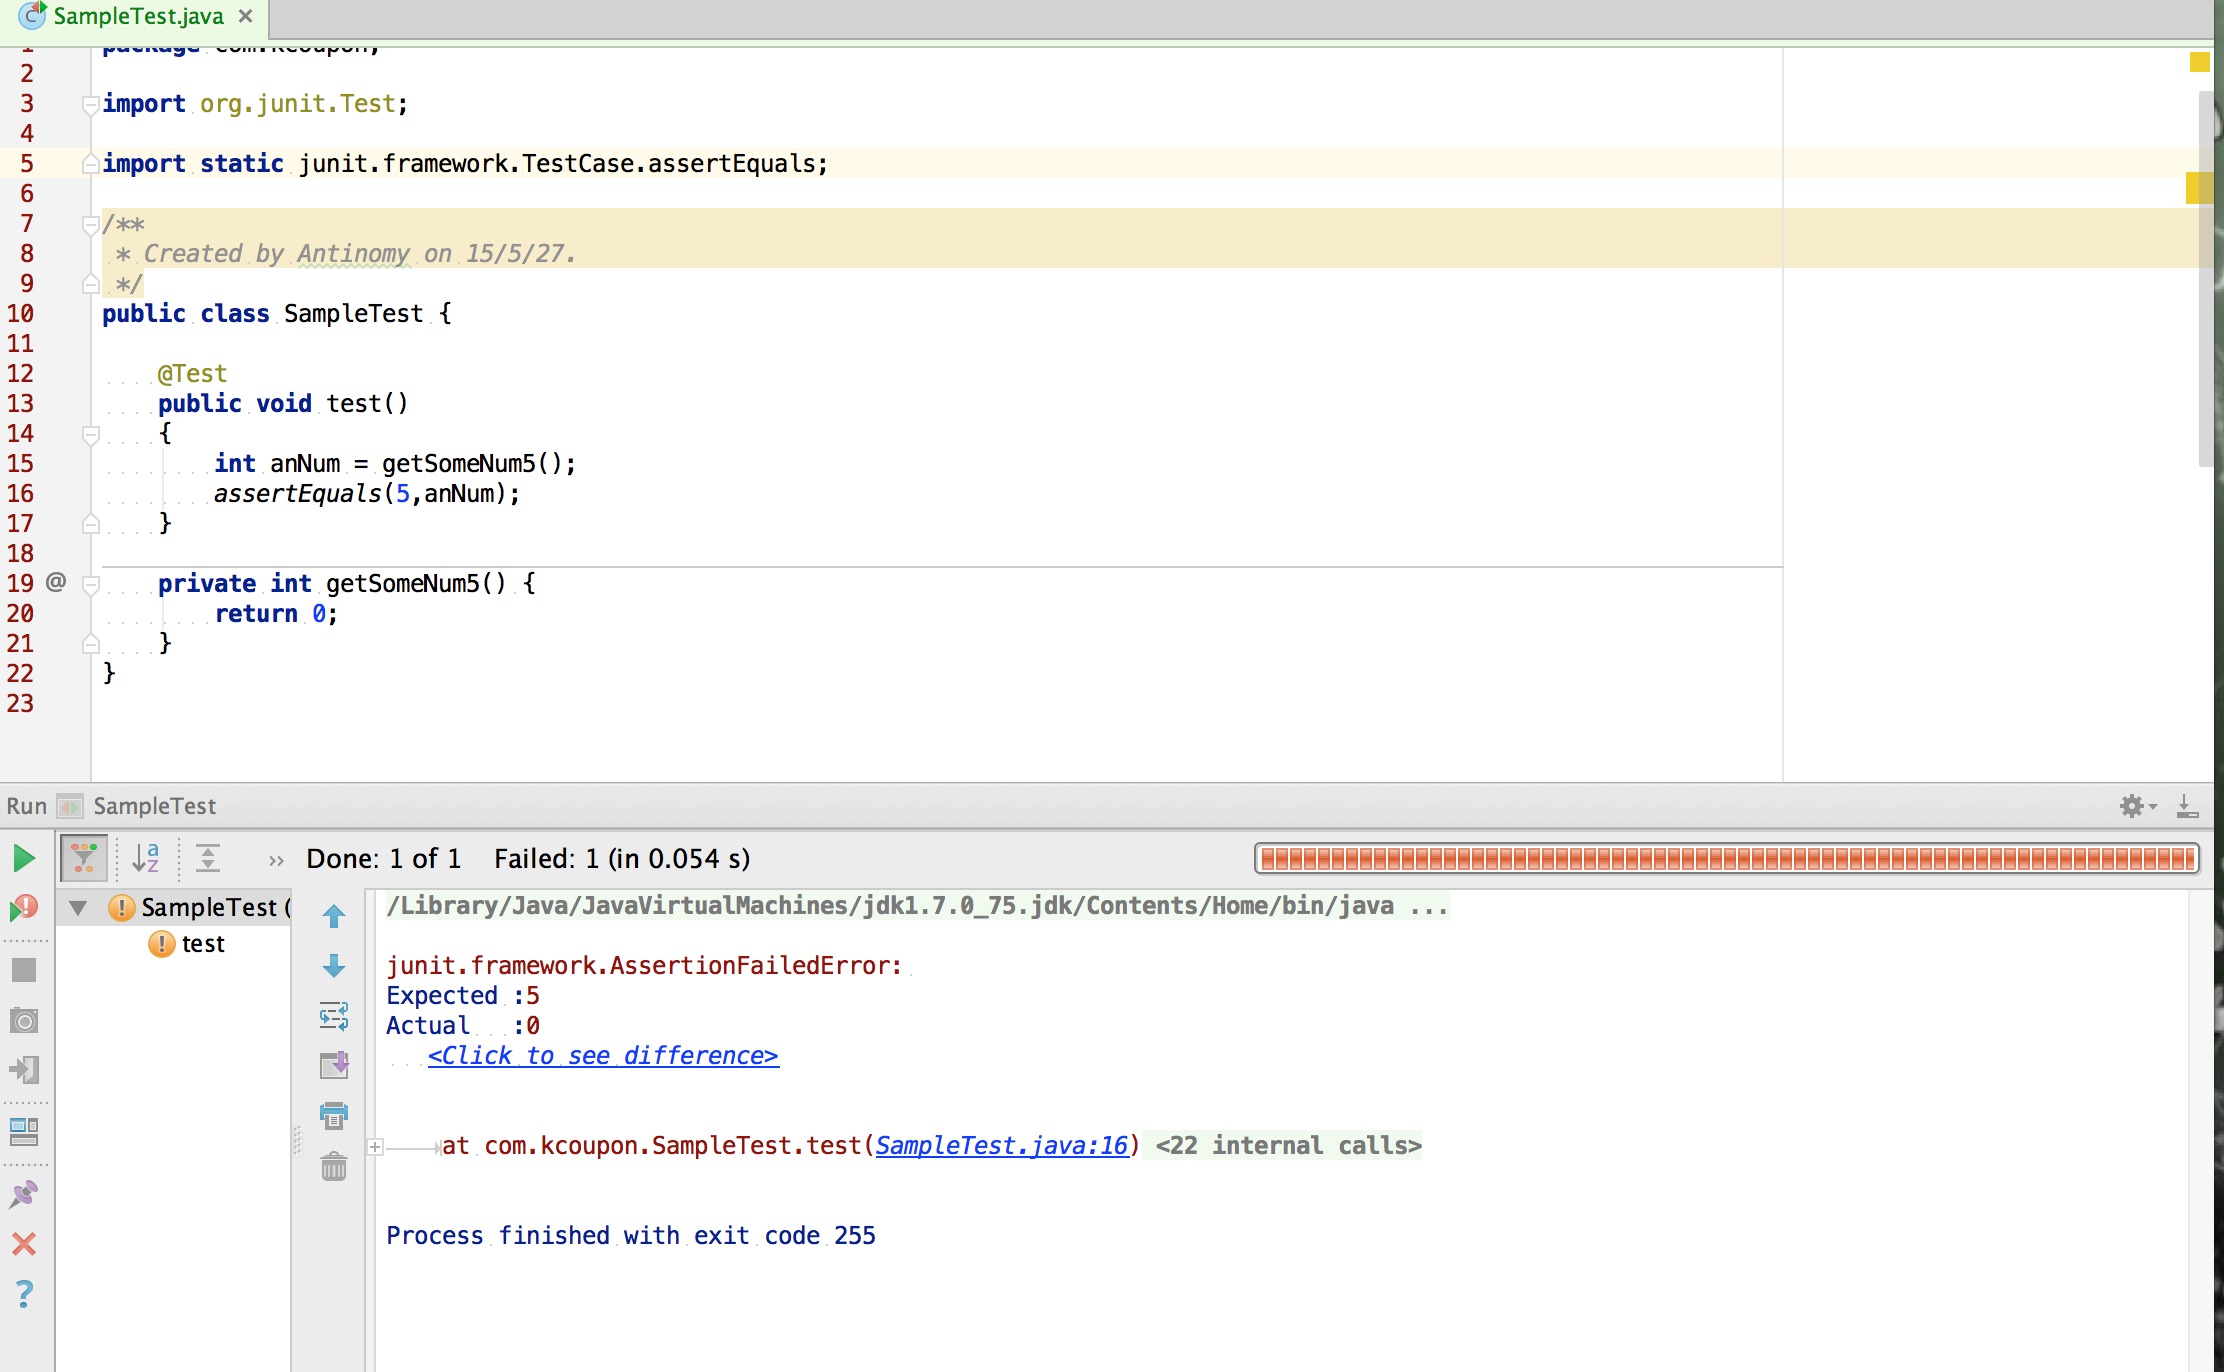 SampleTest.java
1 package com.kcoupon;
2
3 import org.junit.Test;
4
5 import static junit.framework.TestCase.assertEquals;
6
7 /**
8  * Created by Antinomy on 15/5/27.
9  */
10 public class SampleTest {
11
12     @Test
13     public void test()
14     {
15         int anNum = getSomeNum5();
16         assertEquals(5,anNum);
17     }
18
19 @     private int getSomeNum5() {
20         return 0;
21     }
22 }
23
Run SampleTest
Done: 1 of 1 Failed: 1 (in 0.054 s)
SampleTest (
test
/Library/Java/JavaVirtualMachines/jdk1.7.0_75.jdk/Contents/Home/bin/java ...
junit.framework.AssertionFailedError:
Expected :5
Actual   :0
<Click to see difference>
at com.kcoupon.SampleTest.test(SampleTest.java:16) <22 internal calls>
Process finished with exit code 255